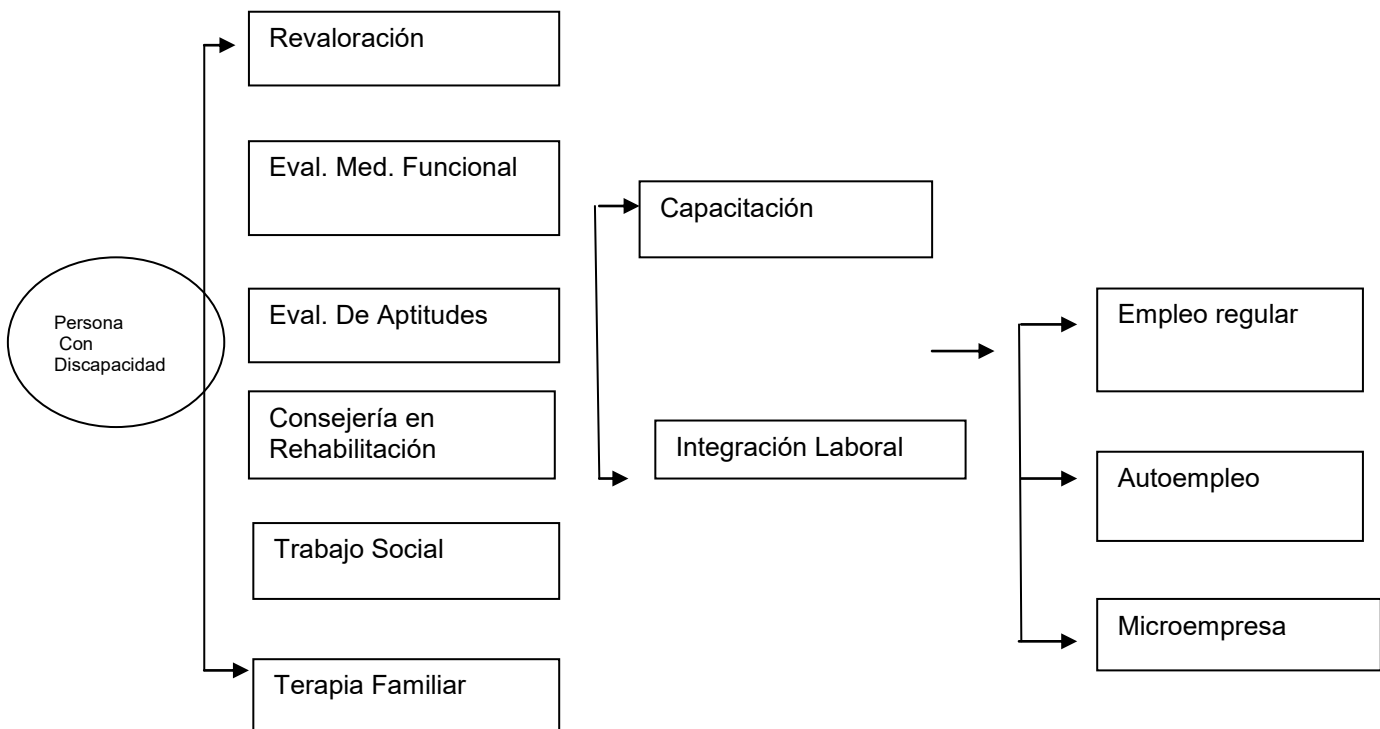 Persona
Con
Discapacidad
Revaloración
Eval. Med. Funcional
Eval. De Aptitudes
Consejería en
Rehabilitación
Trabajo Social
Terapia Familiar
Capacitación
Integración Laboral
Empleo regular
Autoempleo
Microempresa